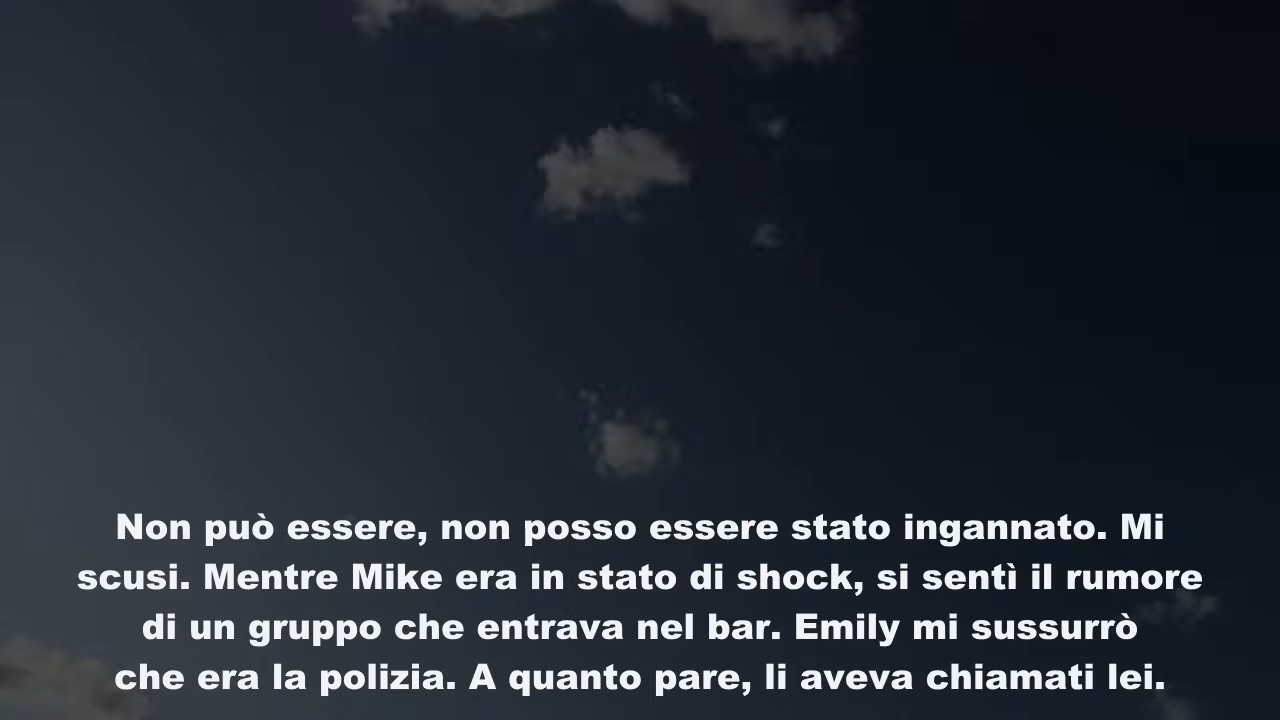 Non può essere, non posso essere stato ingannato. Mi
scusi. Mentre Mike era in stato di shock, si sentì il rumore
di un gruppo che entrava nel bar. Emily mi sussurrò
che era la polizia. A quanto pare, li aveva chiamati lei.